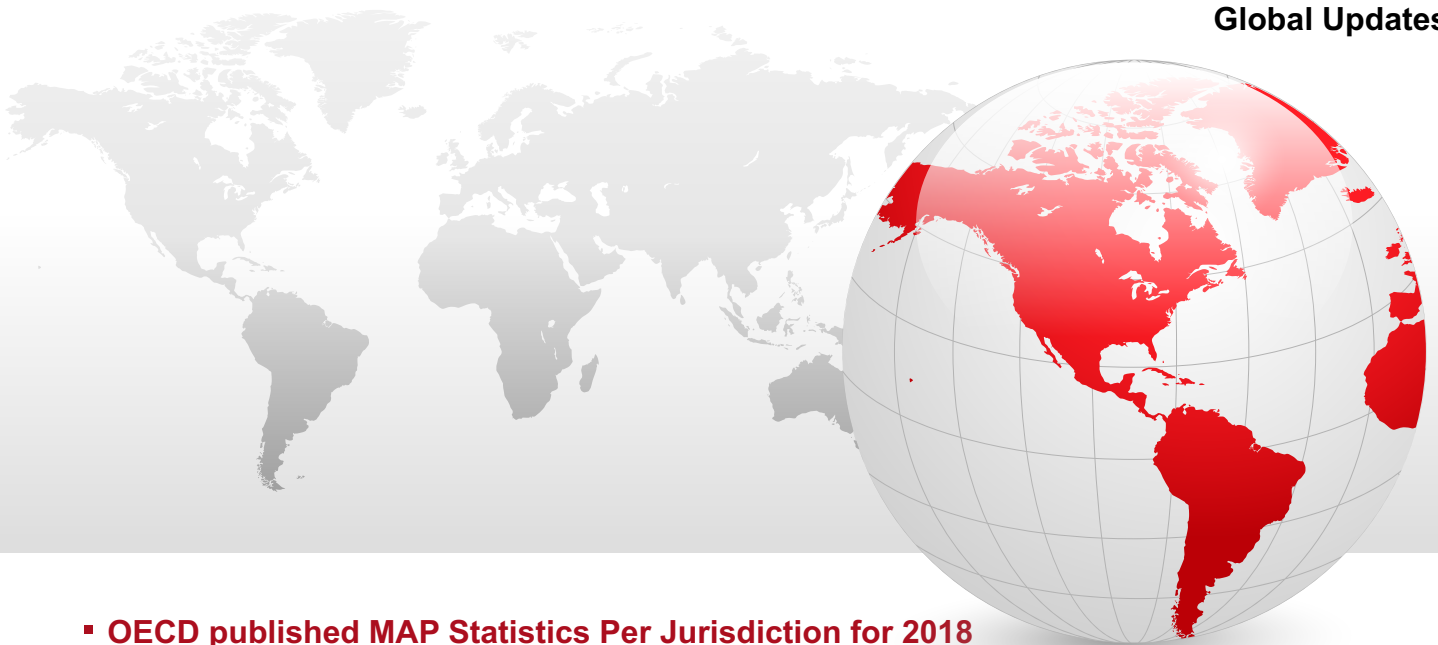 Global Updates
▪ OECD published MAP Statistics Per Jurisdiction for 2018